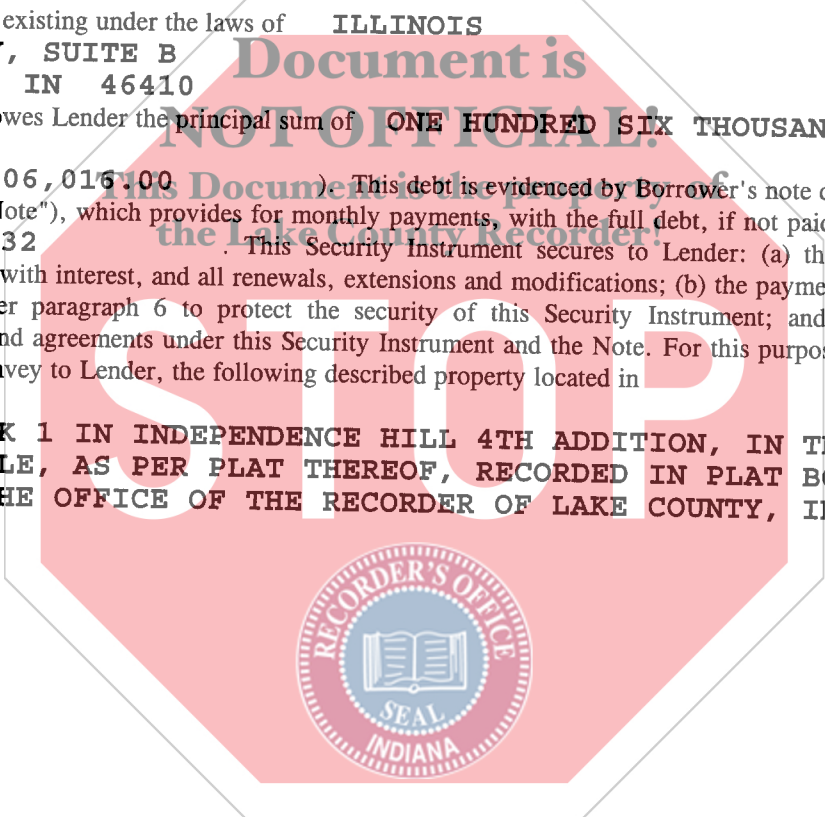 existing under the laws of ILLINOIS
, SUITE B
Document is
IN 46410
wes Lender the principal sum of ONE HUNDRED SIX THOUSAN
NOT OFFICIAL!
06,016.00 ). This debt is evidenced by Borrower's note
This Document is the property of
ote"), which provides for monthly payments, with the full debt, if not paid
the Lake County Recorder!
32 . This Security Instrument secures to Lender: (a) th
with interest, and all renewals, extensions and modifications; (b) the payme
er paragraph 6 to protect the security of this Security Instrument; and
nd agreements under this Security Instrument and the Note. For this purpos
vey to Lender, the following described property located in
STOP
K 1 IN INDEPENDENCE HILL 4TH ADDITION, IN T
LE, AS PER PLAT THEREOF, RECORDED IN PLAT B
HE OFFICE OF THE RECORDER OF LAKE COUNTY, I
RECORDER'S OFFICE
SEAL
INDIANA